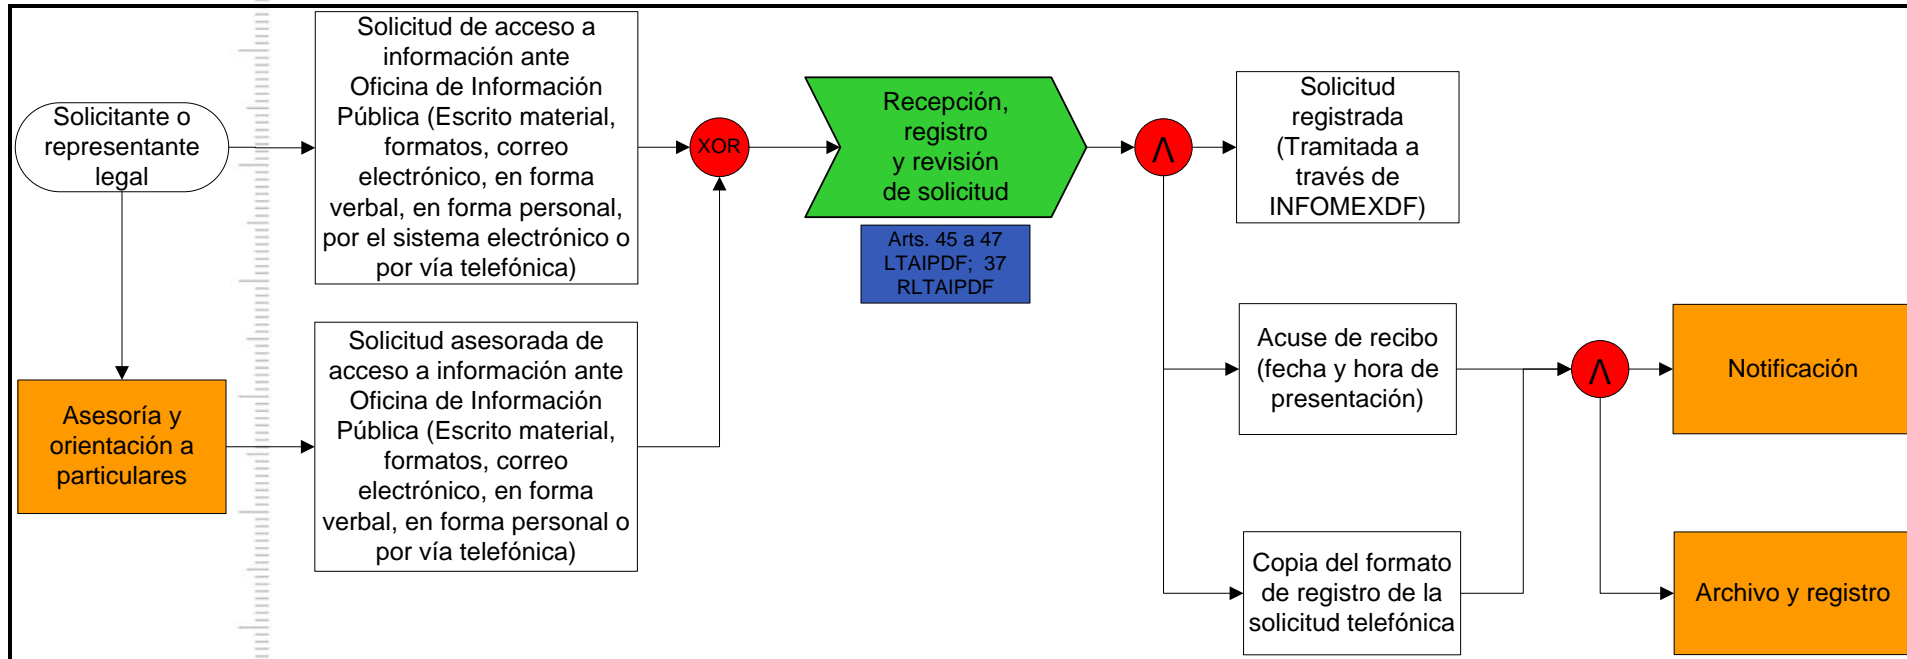 Solicitante o
representante
legal
Solicitud de acceso a
información ante
Oficina de Información
Pública (Escrito material,
formatos, correo
electrónico, en forma
verbal, en forma personal,
por el sistema electrónico o
por vía telefónica)
XOR
Recepción,
registro
y revisión
de solicitud
Arts. 45 a 47
LTAIPDF;  37
RLTAIPDF
Λ
Solicitud
registrada
(Tramitada a
través de
INFOMEXDF)
Asesoría y
orientación a
particulares
Solicitud asesorada de
acceso a información ante
Oficina de Información
Pública (Escrito material,
formatos, correo
electrónico, en forma
verbal, en forma personal o
por vía telefónica)
Acuse de recibo
(fecha y hora de
presentación)
Λ
Notificación
Copia del formato
de registro de la
solicitud telefónica
Archivo y registro